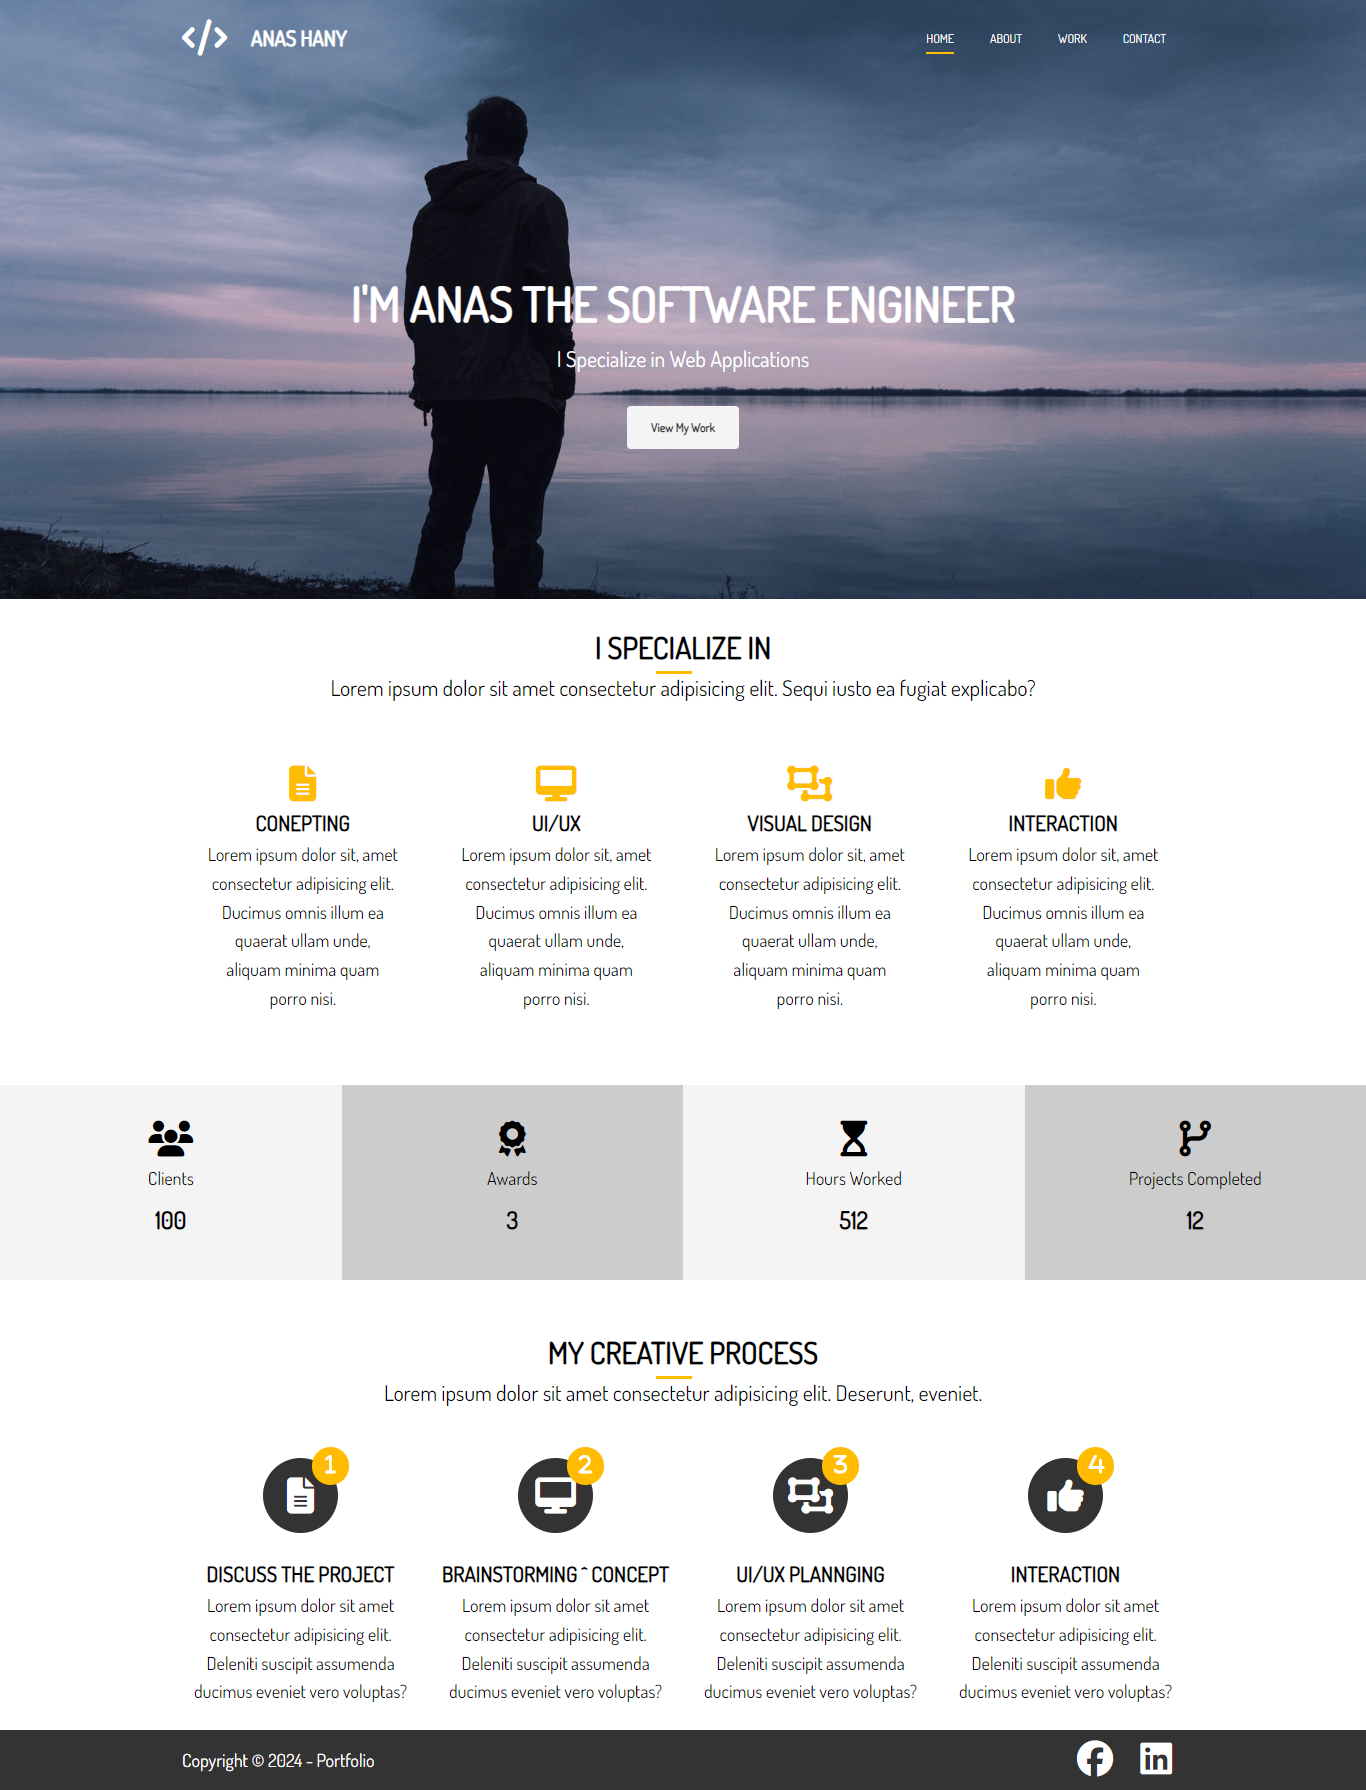 ANAS HANY
HOME ABOUT WORK CONTACT
I'M ANAS THE SOFTWARE ENGINEER
I Specialize in Web Applications
View My Work
I SPECIALIZE IN
Lorem ipsum dolor sit amet consectetur adipisicing elit. Sequi iusto ea fugiat explicabo?
CONEPTING
Lorem ipsum dolor sit, amet
consectetur adipisicing elit.
Ducimus omnis illum ea
quaerat ullam unde,
aliquam minima quam
porro nisi.
UI/UX
Lorem ipsum dolor sit, amet
consectetur adipisicing elit.
Ducimus omnis illum ea
quaerat ullam unde,
aliquam minima quam
porro nisi.
VISUAL DESIGN
Lorem ipsum dolor sit, amet
consectetur adipisicing elit.
Ducimus omnis illum ea
quaerat ullam unde,
aliquam minima quam
porro nisi.
INTERACTION
Lorem ipsum dolor sit, amet
consectetur adipisicing elit.
Ducimus omnis illum ea
quaerat ullam unde,
aliquam minima quam
porro nisi.
Clients
100
Awards
3
Hours Worked
512
Projects Completed
12
MY CREATIVE PROCESS
Lorem ipsum dolor sit amet consectetur adipisicing elit. Deserunt, eveniet.
1
DISCUSS THE PROJECT
Lorem ipsum dolor sit amet
consectetur adipisicing elit.
Deleniti suscipit assumenda
ducimus eveniet vero voluptas?
2
BRAINSTORMING ^ CONCEPT
Lorem ipsum dolor sit amet
consectetur adipisicing elit.
Deleniti suscipit assumenda
ducimus eveniet vero voluptas?
3
UI/UX PLANNGING
Lorem ipsum dolor sit amet
consectetur adipisicing elit.
Deleniti suscipit assumenda
ducimus eveniet vero voluptas?
4
INTERACTION
Lorem ipsum dolor sit amet
consectetur adipisicing elit.
Deleniti suscipit assumenda
ducimus eveniet vero voluptas?
Copyright © 2024 - Portfolio